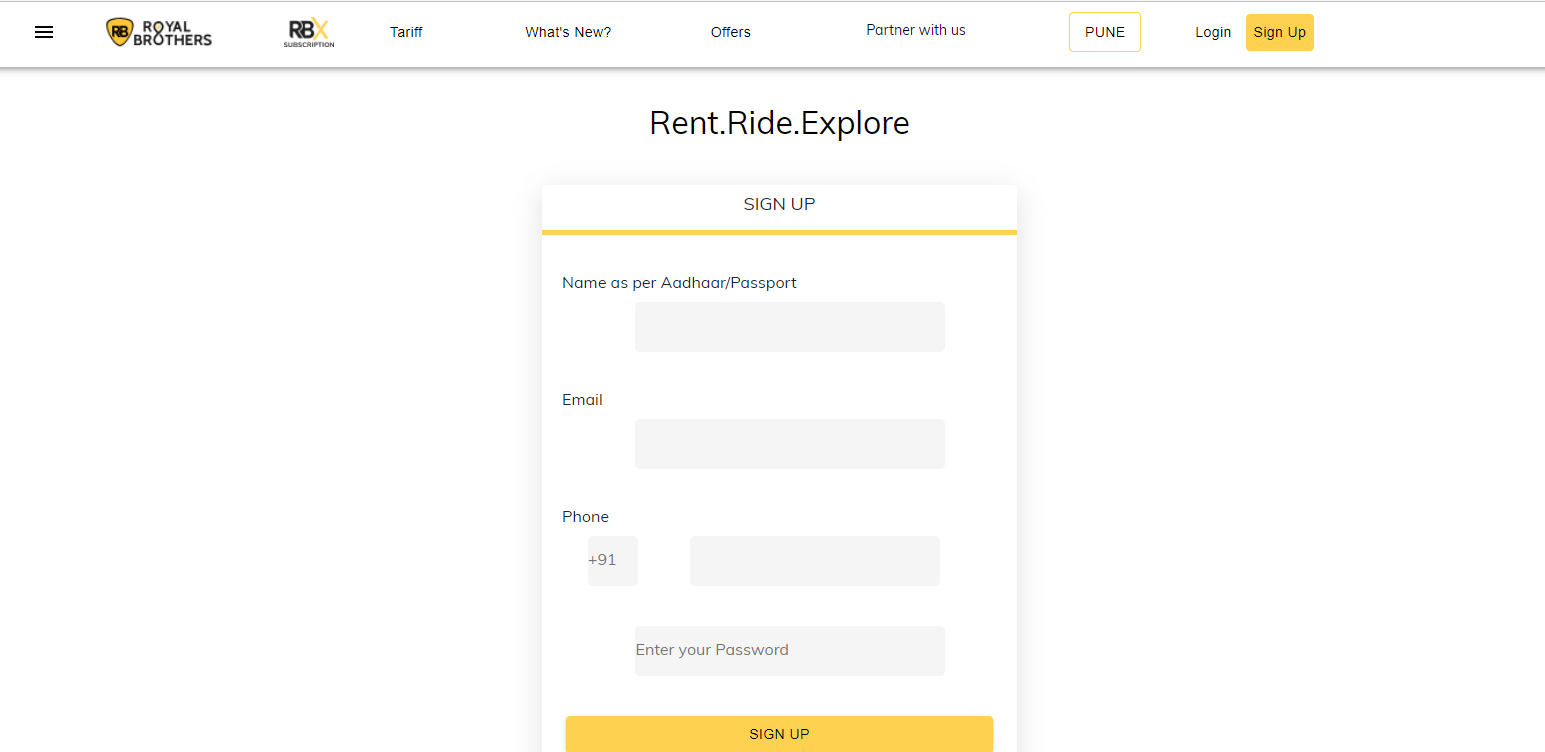 RB ROYAL BROTHERS
RBX SUBSCRIPTION
Tariff
What's New?
Offers
Partner with us
PUNE
Login
Sign Up
Rent.Ride.Explore
SIGN UP
Name as per Aadhaar/Passport
Email
Phone
+91
Enter your Password
SIGN UP